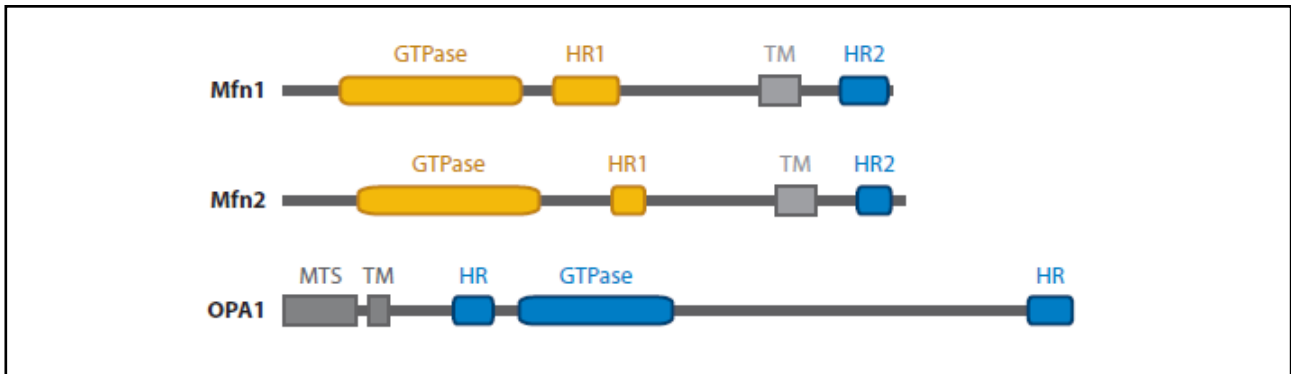 GTPase HR1 TM HR2
Mfn1
GTPase HR1 TM HR2
Mfn2
MTS TM HR GTPase HR
OPA1